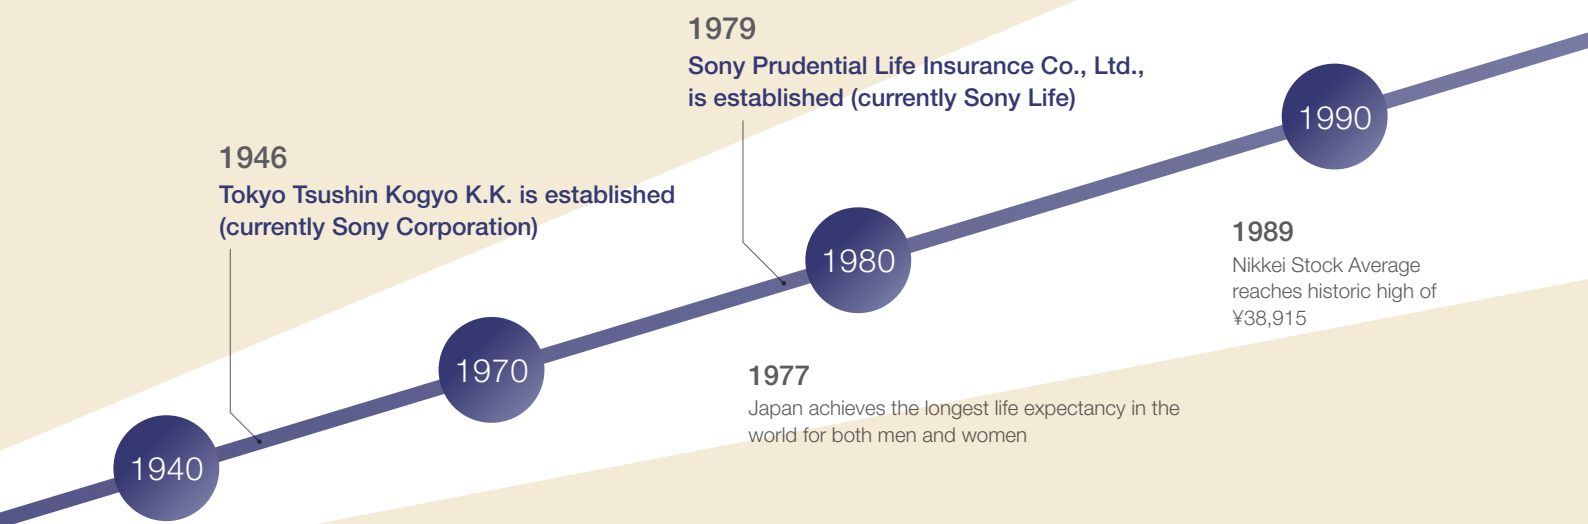 1979
Sony Prudential Life Insurance Co., Ltd.,
is established (currently Sony Life)
1990
1946
Tokyo Tsushin Kogyo K.K. is established
(currently Sony Corporation)
1980
1989
Nikkei Stock Average
reaches historic high of
¥38,915
1970
1977
Japan achieves the longest life expectancy in the
world for both men and women
1940